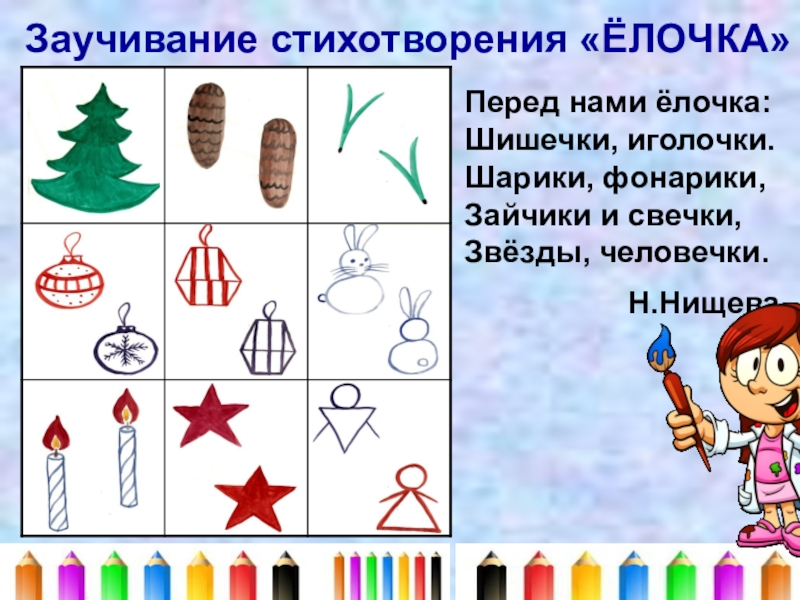 Заучивание стихотворения «ЁЛОЧКА»
Перед нами ёлочка:
Шишечки, иголочки.
Шарики, фонарики,
Зайчики и свечки,
Звёзды, человечки.
Н.Нищева